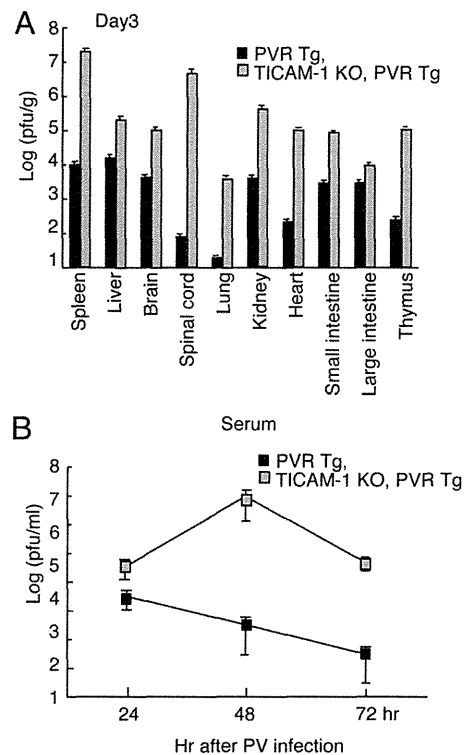 A
Day3
8
7
6
5
4
3
2
1
Log (pfu/g)
PVR Tg,
TICAM-1 KO, PVR Tg
Spleen
Liver
Brain
Spinal cord
Lung
Kidney
Heart
Small intestine
Large intestine
Thymus
B
Serum
8
7
6
5
4
3
2
1
Log (pfu/ml)
PVR Tg,
TICAM-1 KO, PVR Tg
24
48
72 hr
Hr after PV infection